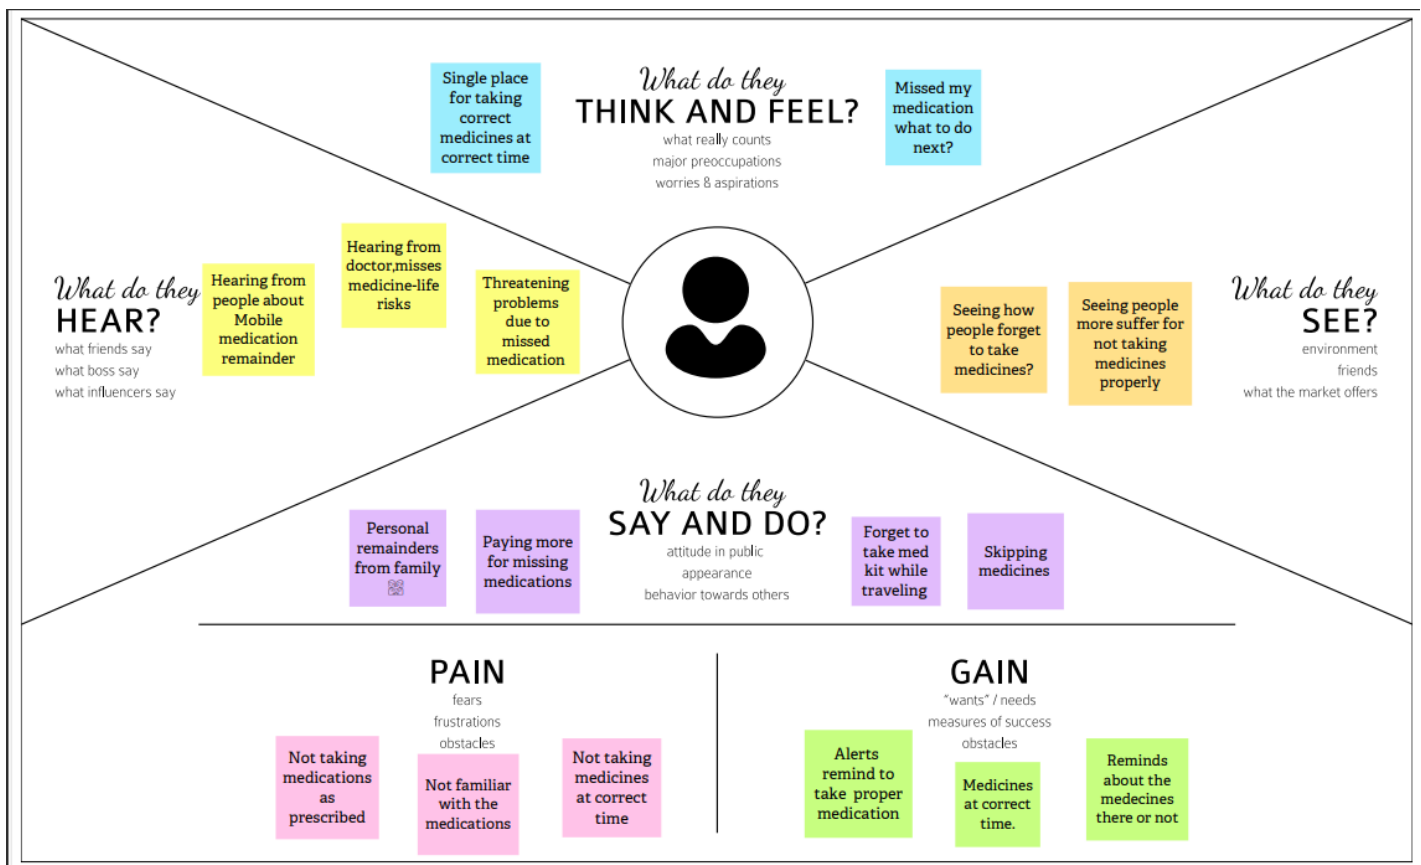 What do they
THINK AND FEEL?
what really counts
major preoccupations
worries & aspirations
Single place
for taking
correct
medicines at
correct time
Missed my
medication
what to do
next?
What do they
HEAR?
what friends say
what boss say
what influencers say
Hearing from
people about
Mobile
medication
remainder
Hearing from
doctor,misses
medicine-life
risks
Threatening
problems
due to
missed
medication
Seeing how
people forget
to take
medicines?
Seeing people
more suffer for
not taking
medicines
properly
What do they
SEE?
environment
friends
what the market offers
What do they
SAY AND DO?
attitude in public
appearance
behavior towards others
Personal
remainders
from family
Paying more
for missing
medications
Forget to
take med
kit while
traveling
Skipping
medicines
PAIN
fears
frustrations
obstacles
Not taking
medications
as
prescribed
Not familiar
with the
medications
Not taking
medicines
at correct
time
GAIN
"wants" / needs
measures of success
obstacles
Alerts
remind to
take proper
medication
Medicines
at correct
time.
Reminds
about the
medecines
there or not